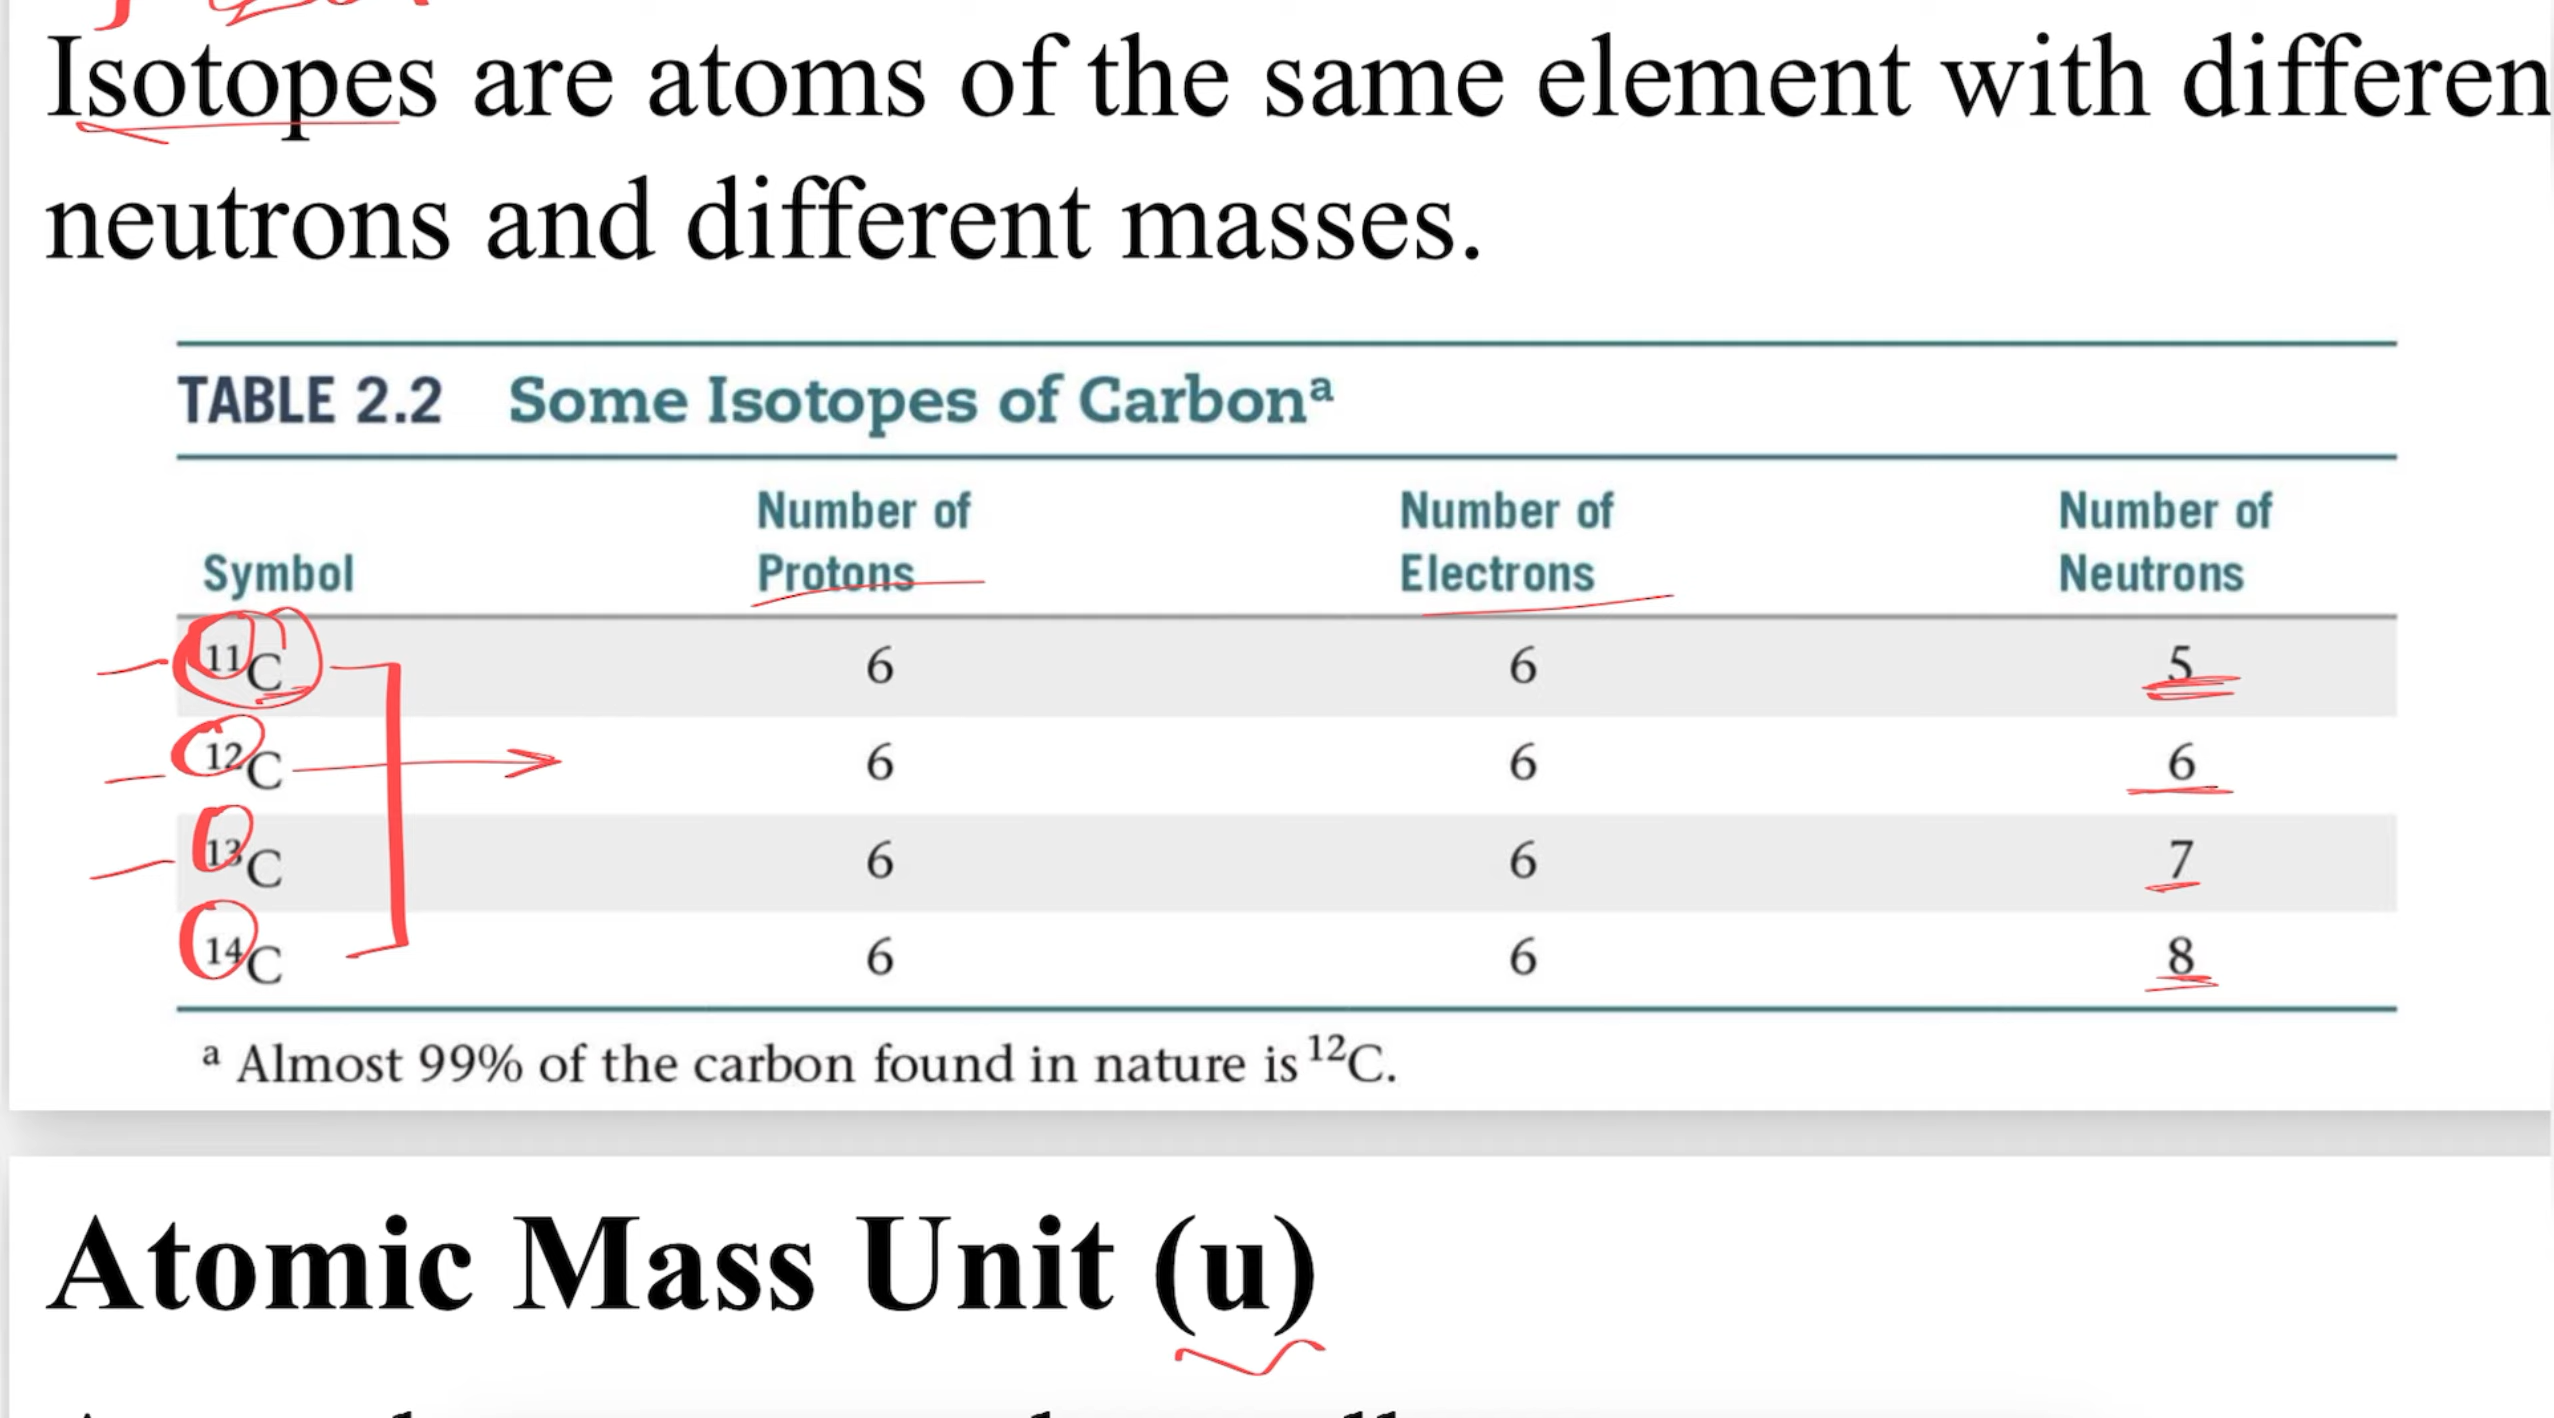 Isotopes are atoms of the same element with differen
neutrons and different masses.
TABLE 2.2 Some Isotopes of Carbonᵃ
Symbol Number of Protons Number of Electrons Number of Neutrons
¹¹C 6 6 5
¹²C 6 6 6
¹³C 6 6 7
¹⁴C 6 6 8
ᵃ Almost 99% of the carbon found in nature is ¹²C.
Atomic Mass Unit (u)